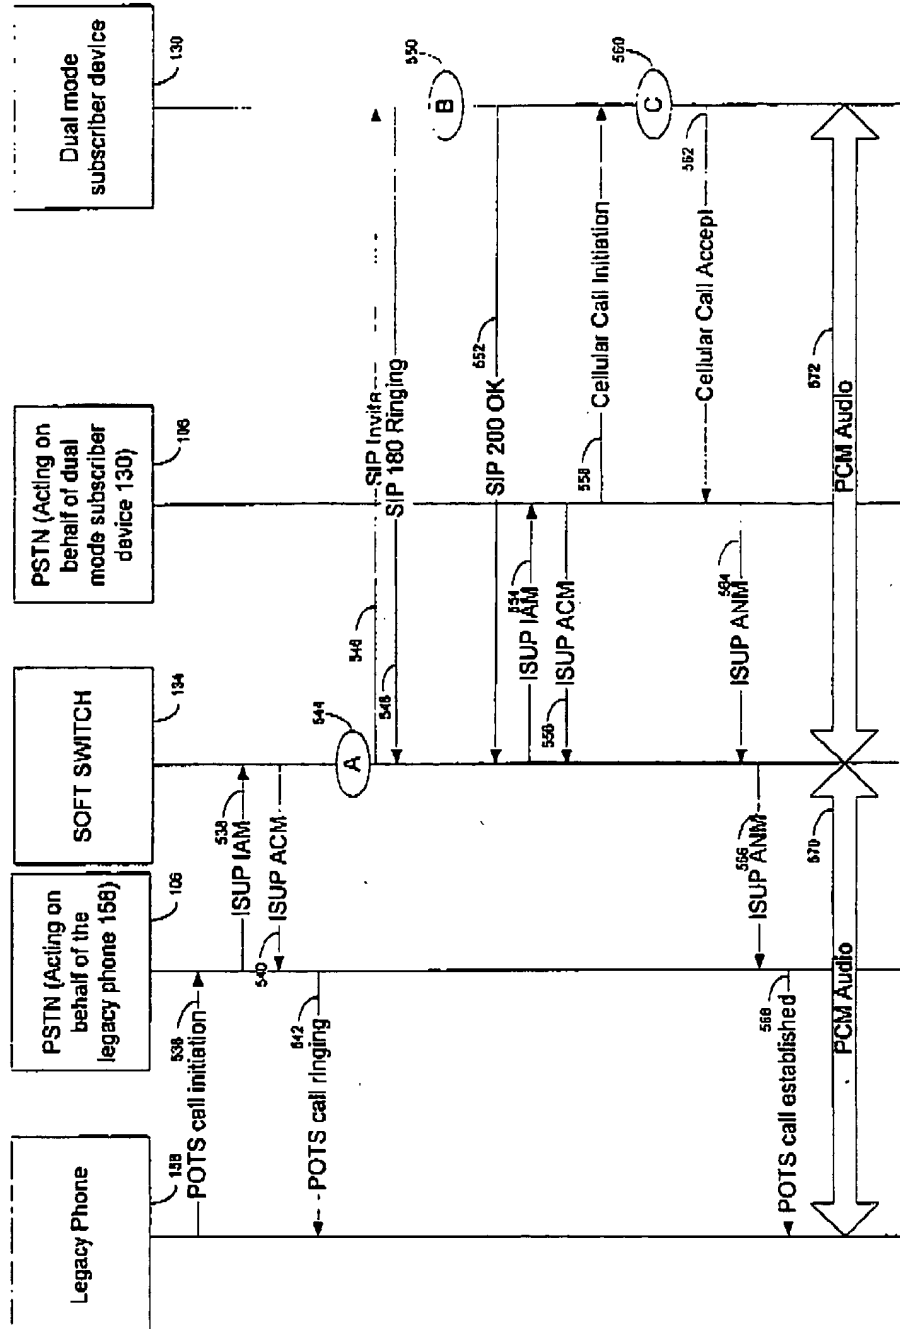 Legacy Phone
158
PSTN (Acting on
behalf of the
legacy phone 158)
106
SOFT SWITCH
134
PSTN (Acting on
behalf of dual
mode subscriber
device 130)
106
Dual mode
subscriber device
130
POTS call initiation
536
ISUP IAM
538
ISUP ACM
540
POTS call ringing
542
A
544
SIP Invite
546
SIP 180 Ringing
548
B
550
SIP 200 OK
552
ISUP IAM
554
ISUP ACM
556
Cellular Call Initiation
558
C
560
Cellular Call Accept
562
ISUP ANM
564
ISUP ANM
566
POTS call established
568
PCM Audio
570
PCM Audio
572